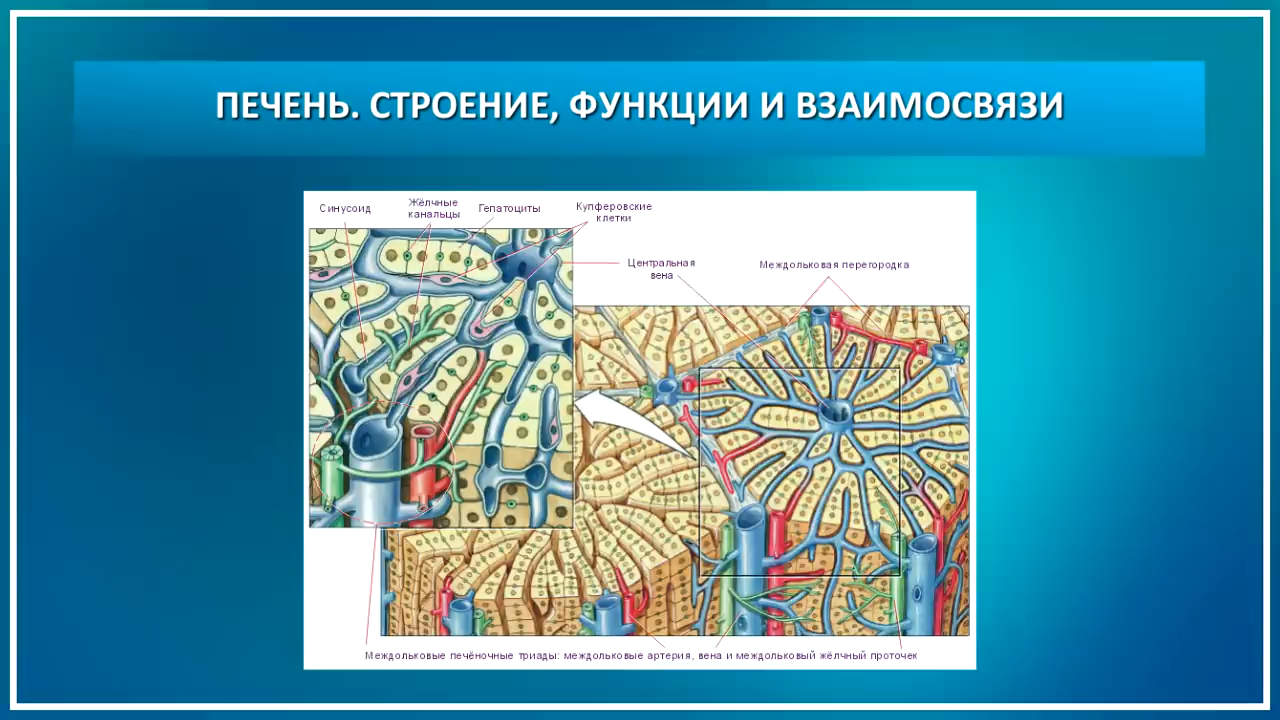 ПЕЧЕНЬ. СТРОЕНИЕ, ФУНКЦИИ И ВЗАИМОСВЯЗИ
Синусоид
Жёлчные
канальцы
Гепатоциты
Купферовские
клетки
Центральная
вена
Междольковая перегородка
Междольковые печёночные триады: междольковые артерия, вена и междольковый жёлчный проточек